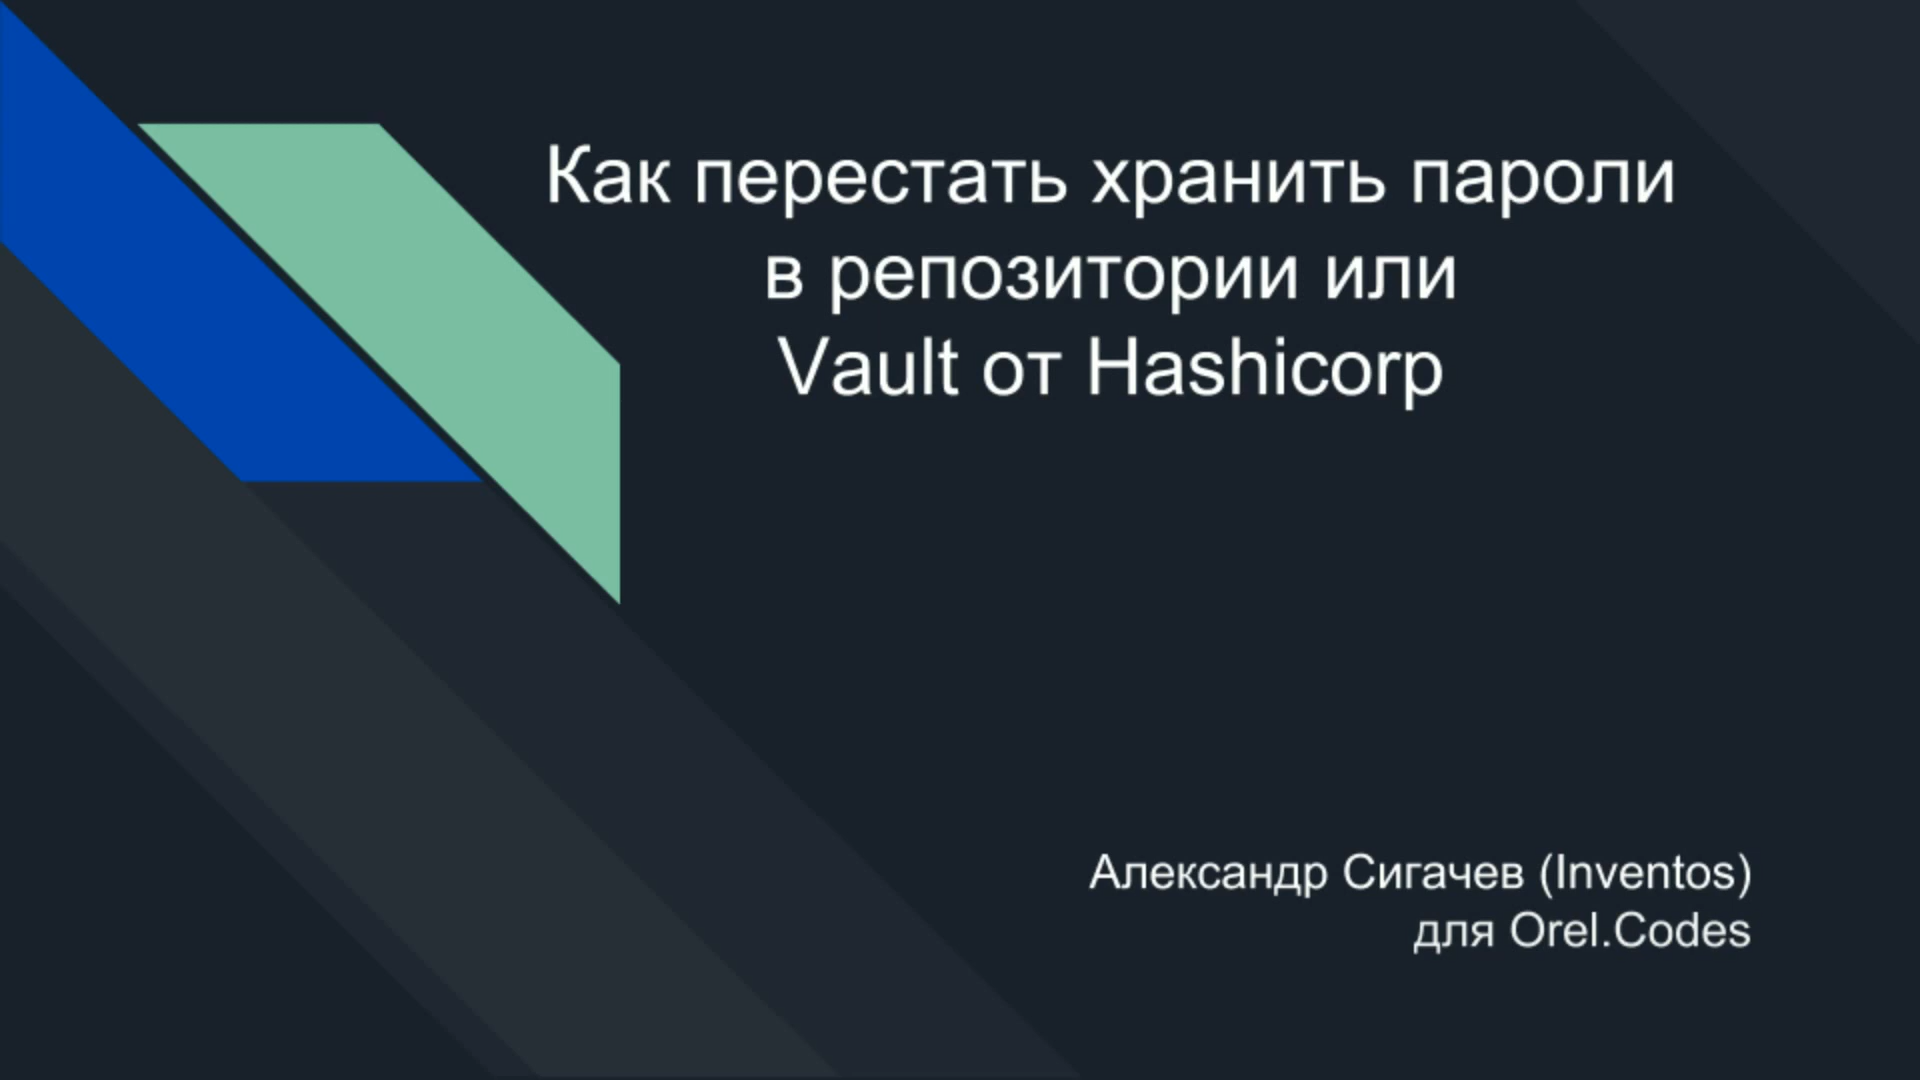 Как перестать хранить пароли
в репозитории или
Vault от Hashicorp
Александр Сигачев (Inventos)
для Orel.Codes